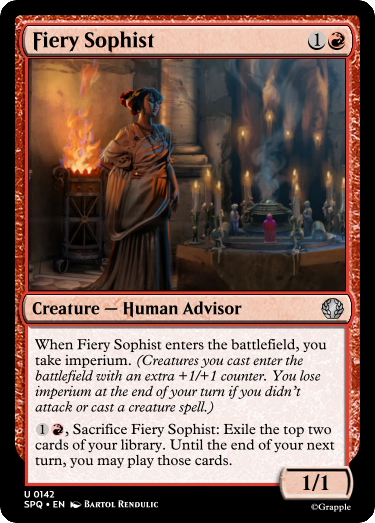 Fiery Sophist 1
Creature — Human Advisor
When Fiery Sophist enters the battlefield, you
take imperium. (Creatures you cast enter the
battlefield with an extra +1/+1 counter. You lose
imperium at the end of your turn if you didn't
attack or cast a creature spell.)
1, Sacrifice Fiery Sophist: Exile the top two
cards of your library. Until the end of your next
turn, you may play those cards.
1/1
U 0142
SPQ • EN Bartol Rendulic
©Grapple